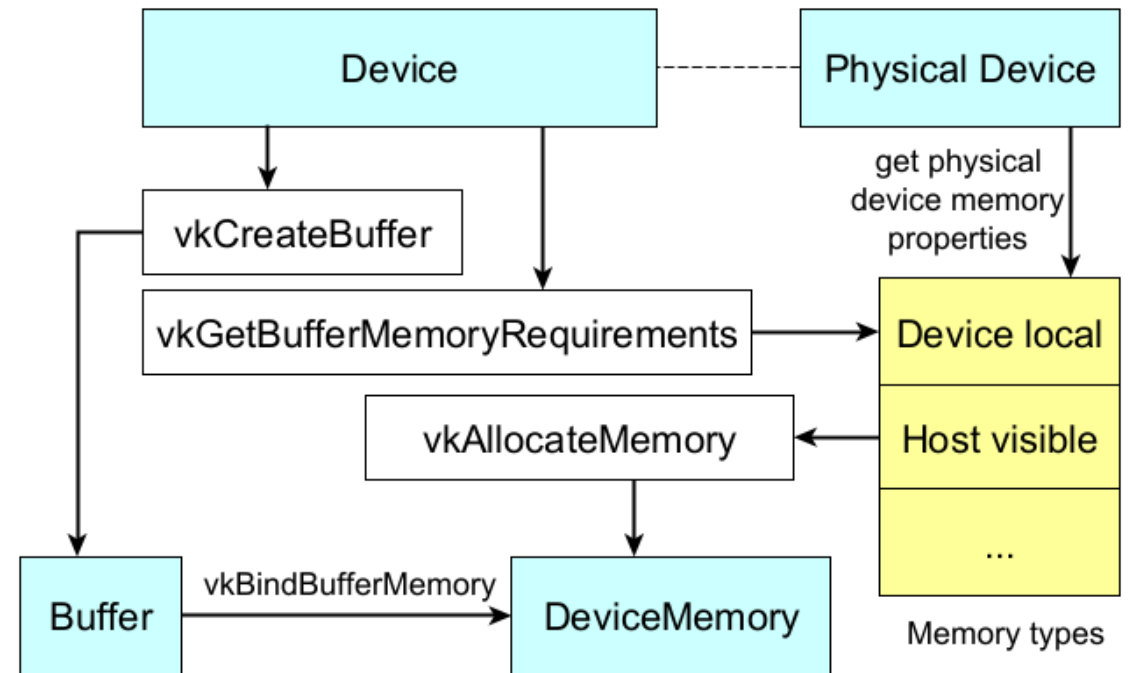 Device
Physical Device
get physical
device memory
properties
vkCreateBuffer
vkGetBufferMemoryRequirements
Device local
vkAllocateMemory
Host visible
...
Buffer
vkBindBufferMemory
DeviceMemory
Memory types